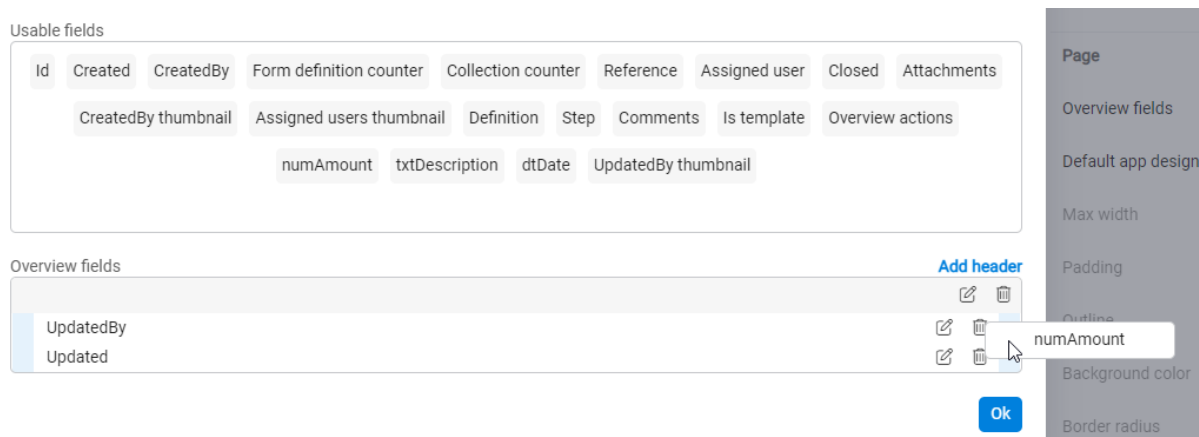 Usable fields
Id Created CreatedBy Form definition counter Collection counter Reference Assigned user Closed Attachments
CreatedBy thumbnail Assigned users thumbnail Definition Step Comments Is template Overview actions
numAmount txtDescription dtDate UpdatedBy thumbnail
Overview fields Add header
UpdatedBy
Updated
numAmount
Ok
Page
Overview fields
Default app design
Max width
Padding
Outline
Background color
Border radius